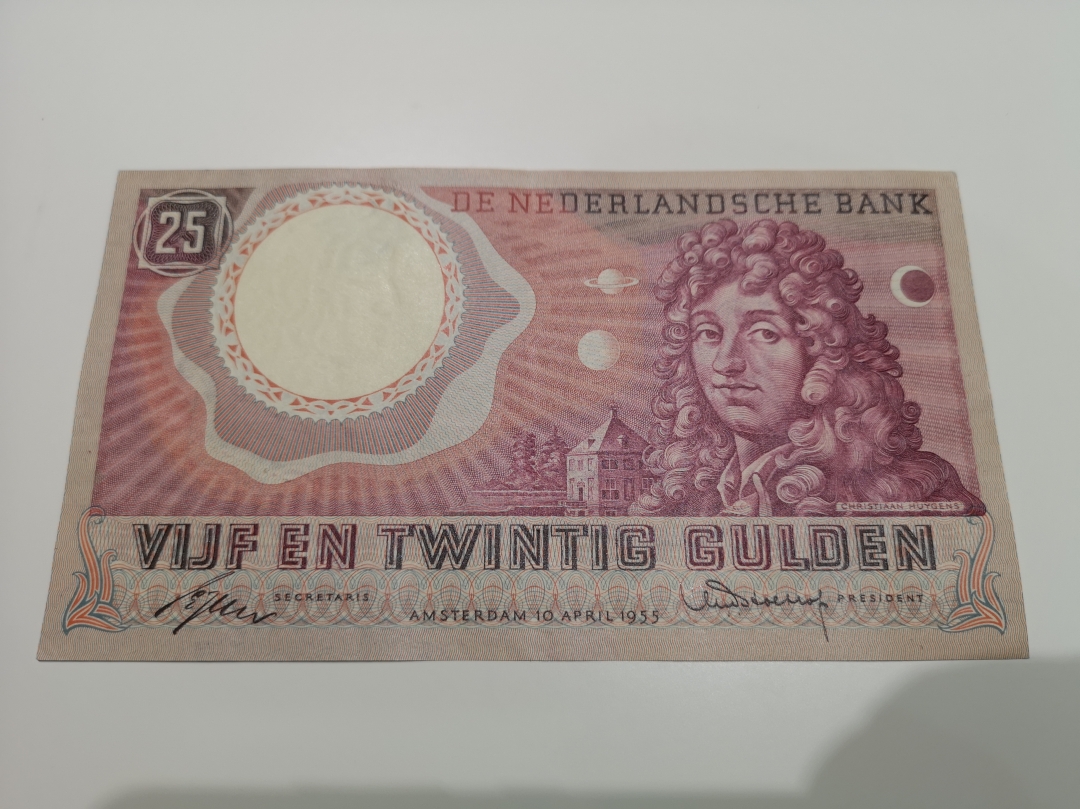 25
DE NEDERLANDSCHE BANK
CHRISTIAAN HUYGENS
VIJF EN TWINTIG GULDEN
SECRETARIS
AMSTERDAM 10 APRIL 1955
PRESIDENT